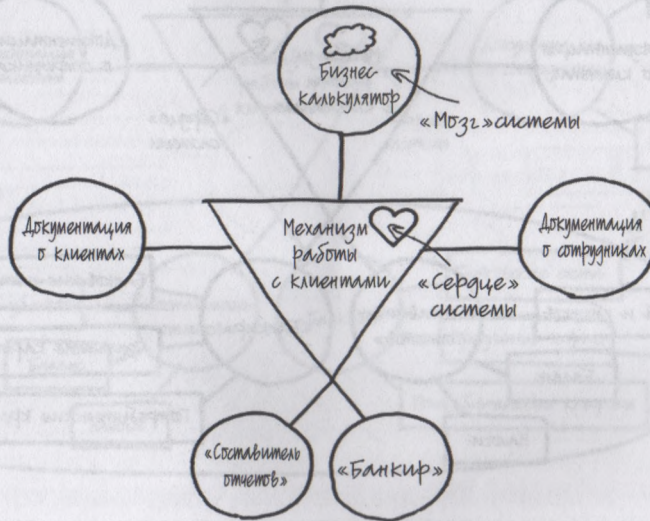 Бизнес-
калькулятор
«Мозг» системы
Документация
о клиентах
Механизм
работы
с клиентами
«Сердце»
системы
Документация
о сотрудниках
«Составитель
отчетов»
«Банкир»